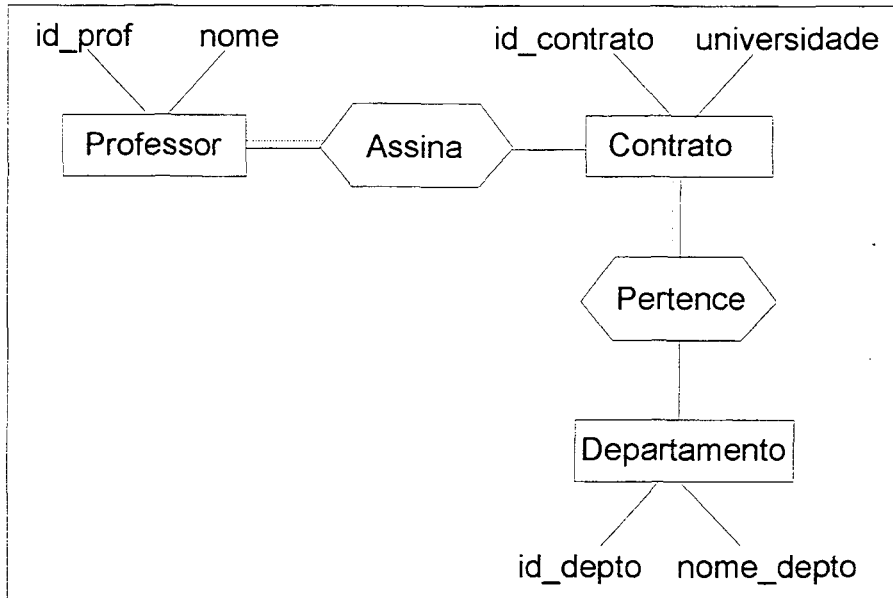 id_prof nome id_contrato universidade
Professor Assina Contrato
Pertence
Departamento
id_depto nome_depto